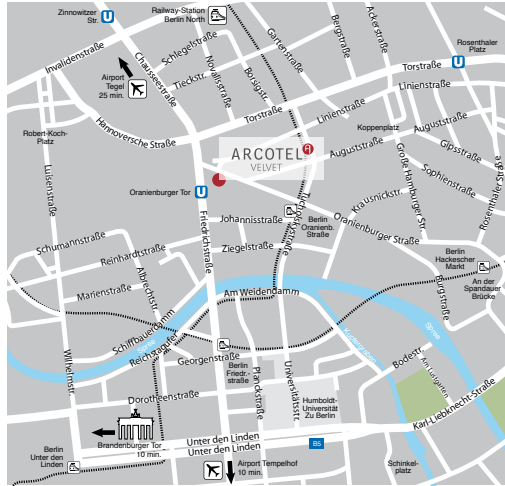 Zinnowitzer
Str.
U
Railway-Station
Berlin North
Invalidenstraße
Chausseestraße
Schlegelstraße
Tieckstr.
Novalisstraße
Borsigstr.
Gartenstraße
Bergstraße
Ackerstraße
Rosenthaler
Platz
U
Torstraße
Linienstraße
Airport
Tegel
25 min.
Robert-Koch-
Platz
Hannoversche Straße
Torstraße
Linienstraße
Koppenplatz
Auguststraße
Gipsstraße
ARCOTEL
VELVET
A
Auguststraße
Große Hamburger Str.
Sophienstraße
Rosenthaler Straße
Luisenstraße
Oranienburger Tor
U
Krausnickstr.
Tucholskystraße
Johannisstraße
Berlin
Oranienb.
Straße
Oranienburger Straße
Schumannstraße
Reinhardtstraße
Friedrichstraße
Ziegelstraße
Berlin
Hackescher
Markt
Burgstraße
An der
Spandauer
Brücke
Marienstraße
Albrechtstr.
Am Weidendamm
Schiffbauerdamm
Spree
Reichstagufer
Kupfergraben
Spree
Wilhelmstr.
Georgenstraße
Berlin
Friedr.-
straße
Planckstraße
Universitätsstr.
Bodestr.
Am Lustgarten
Dorotheenstraße
Humboldt-
Universität
Zu Berlin
Karl-Liebknecht-Straße
Brandenburger Tor
10 min.
Unter den Linden
Unter den Linden
B5
Berlin
Unter den
Linden
Airport Tempelhof
10 min.
Schinkel-
platz